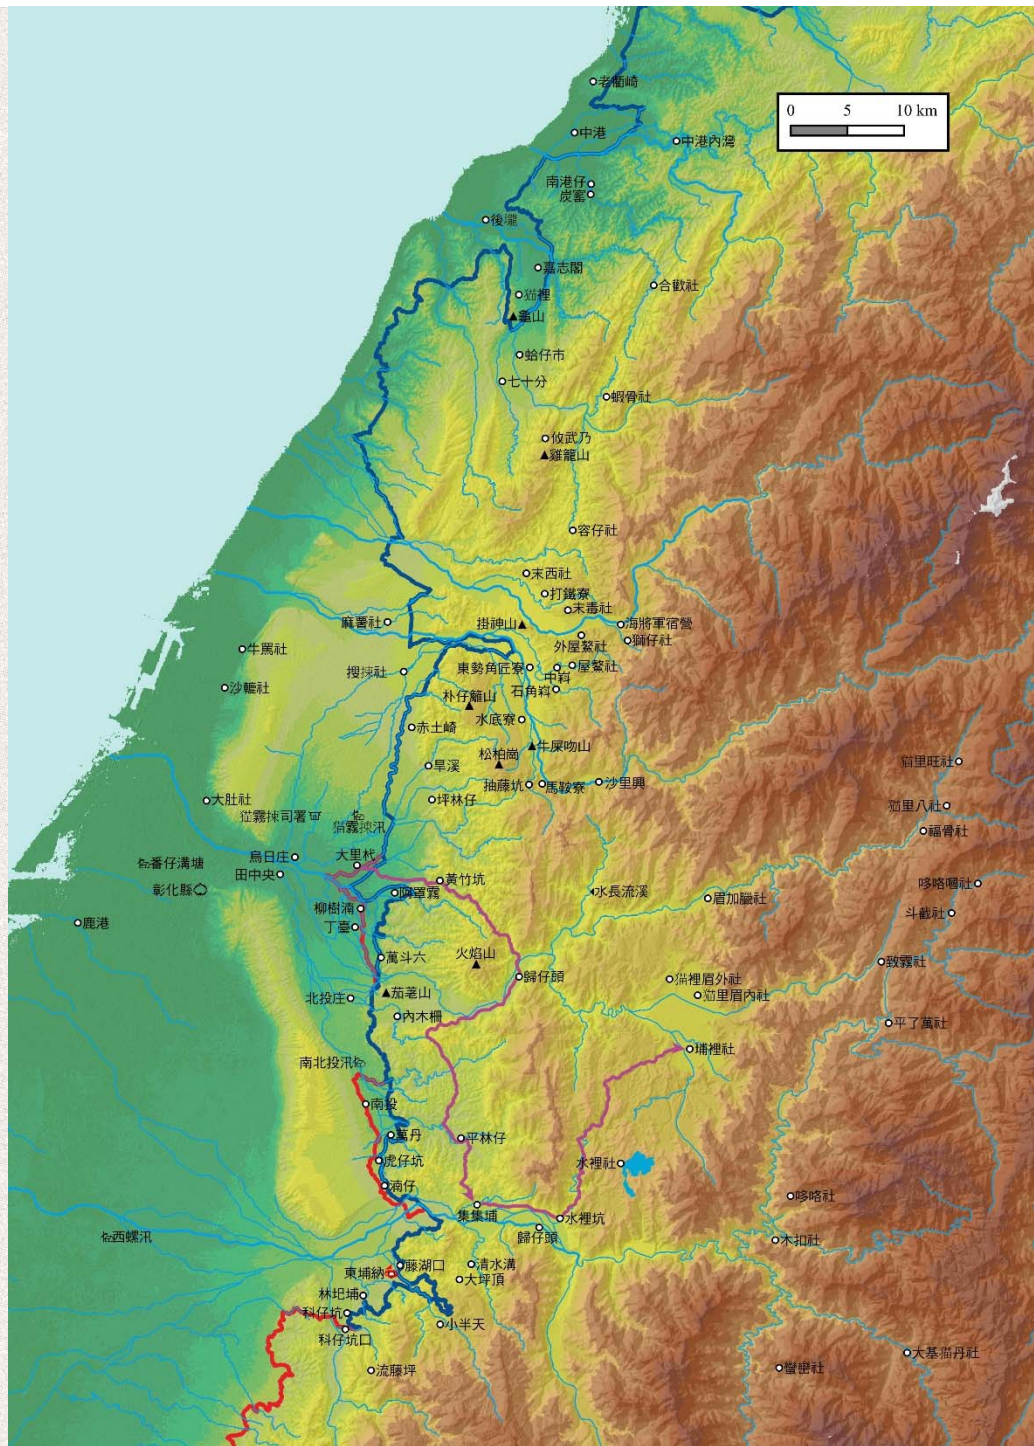 老衢崎
0 5 10 km
中港
中港內灣
南港仔
炭窰
後壠
嘉志閣
合歡社
猫裡
龜山
蛤仔市
七十分
蝦骨社
攸武乃
雞籠山
容仔社
末西社
打鐵寮
末毒社
麻薯社
掛神山
海將軍宿營
外屋鰲社
獅仔社
牛罵社
搜捒社
東勢角匠寮
中嵙
屋鰲社
沙轆社
石角嵙
朴仔籬山
水底寮
赤土崎
牛屎吻山
松柏崗
旱溪
猫里旺社
抽藤坑
馬鞍寮
沙里興
大肚社
坪林仔
猫里八社
猫霧捒司署
猫霧捒汛
福骨社
烏日庄
番仔溝塘
大里杙
田中央
黃竹坑
哆咯嘓社
彰化縣
阿罩霧
水長流溪
眉加臘社
柳樹湳
斗截社
鹿港
丁臺
萬斗六
火焰山
致霧社
歸仔頭
猫裡眉外社
北投庄
茄荖山
猫里眉內社
內木柵
平了萬社
埔裡社
南北投汛
南投
萬丹
平林仔
虎仔坑
水裡社
湳仔
哆咯社
集集埔
水裡坑
歸仔頭
西螺汛
木扣社
藤湖口
清水溝
東埔納
大坪頂
林圯埔
科仔坑
小半天
科仔坑口
大基猫丹社
流藤坪
蠻巒社